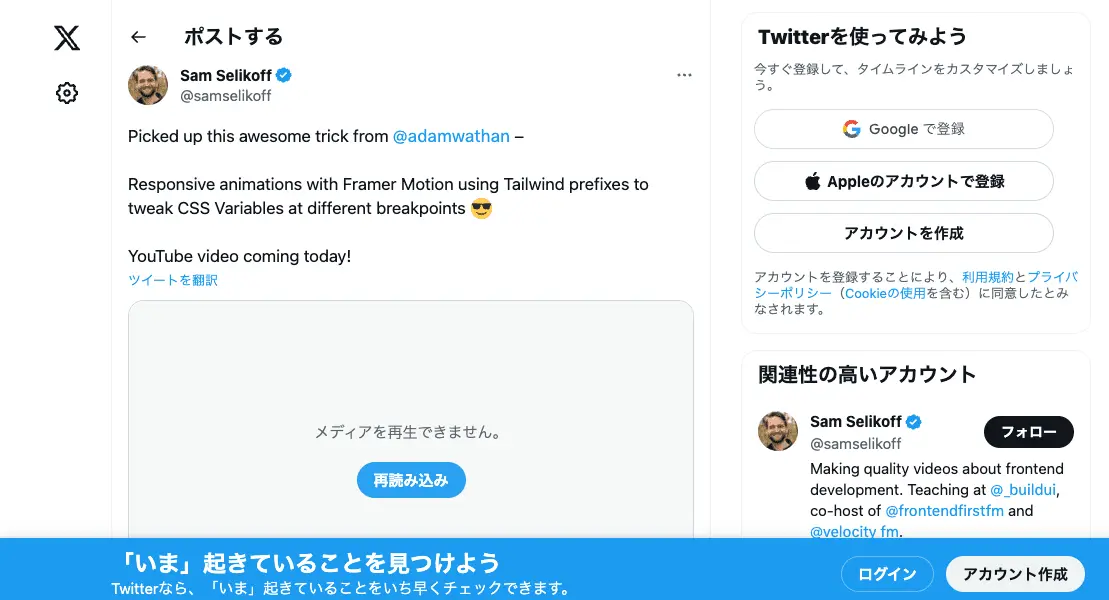 ポストする
Sam Selikoff
@samselikoff
Picked up this awesome trick from @adamwathan –
Responsive animations with Framer Motion using Tailwind prefixes to
tweak CSS Variables at different breakpoints 😎
YouTube video coming today!
ツイートを翻訳
メディアを再生できません。
再読み込み
Twitterを使ってみよう
今すぐ登録して、タイムラインをカスタマイズしましょ
う。
Google で登録
Appleのアカウントで登録
アカウントを作成
アカウントを登録することにより、利用規約とプライバ
シーポリシー（Cookieの使用を含む）に同意したとみ
なされます。
関連性の高いアカウント
Sam Selikoff
@samselikoff
フォロー
Making quality videos about frontend
development. Teaching at @_buildui,
co-host of @frontendfirstfm and
@velocity_fm.
「いま」起きていることを見つけよう
Twitterなら、「いま」起きていることをいち早くチェックできます。
ログイン
アカウント作成